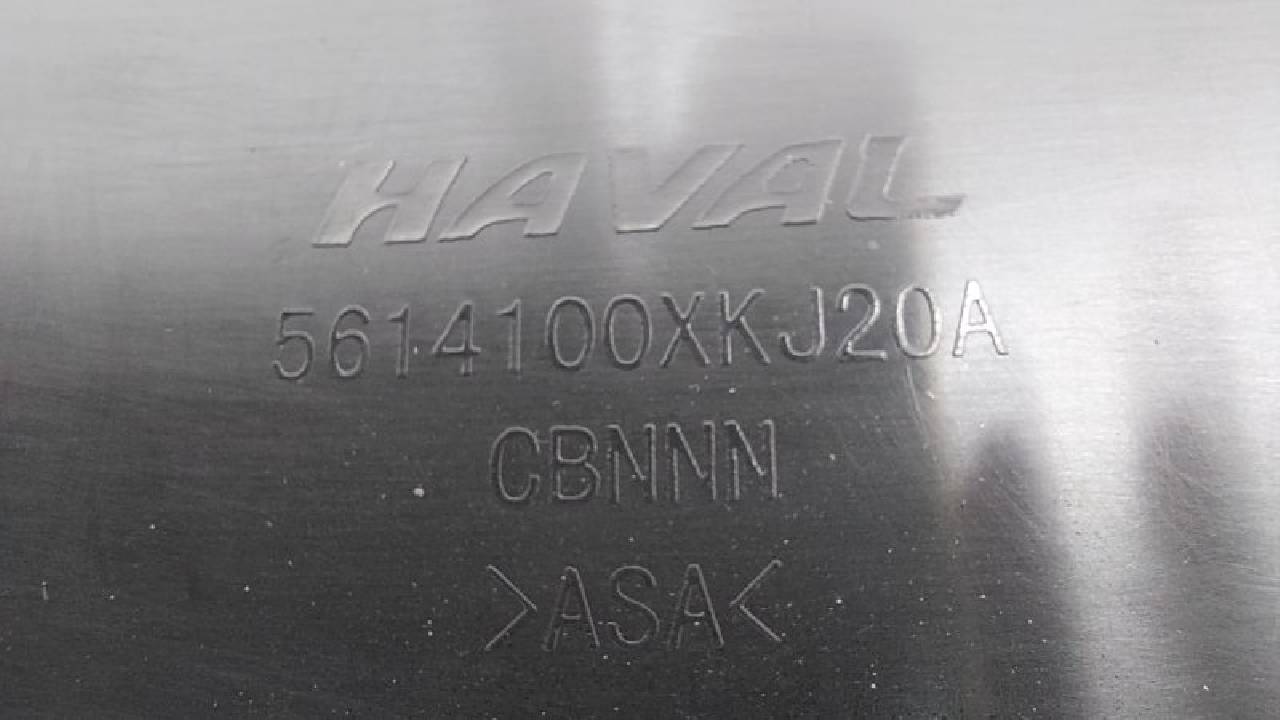 HAVAL
5614100XKJ20A
CBNNN
>ASA<